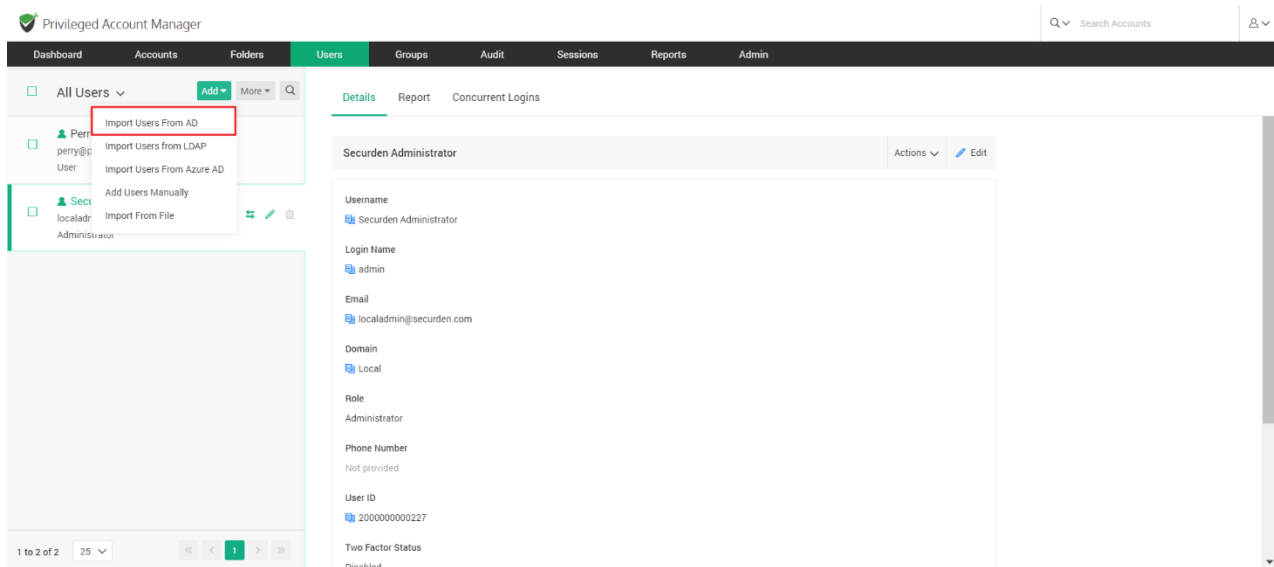 Privileged Account Manager
Search Accounts
Dashboard Accounts Folders Users Groups Audit Sessions Reports Admin
All Users
Add More
Import Users From AD
Import Users from LDAP
Import Users From Azure AD
Add Users Manually
Import From File
User
Administrator
Details Report Concurrent Logins
Securden Administrator
Actions Edit
Username
Securden Administrator
Login Name
admin
Email
localadmin@securden.com
Domain
Local
Role
Administrator
Phone Number
Not provided
User ID
2000000000227
Two Factor Status
Disabled
1 to 2 of 2 25 « < 1 > »